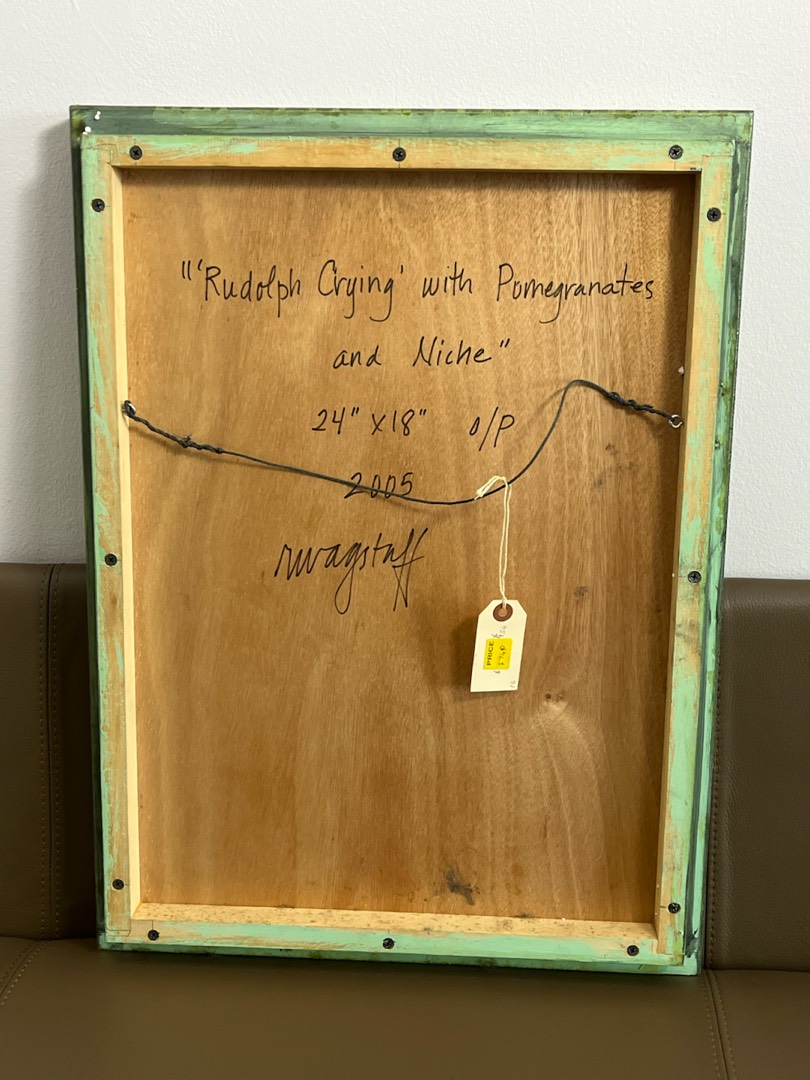 "'Rudolph Crying' with Pomegranates
and Niche"
24" x 18" o/p
2005
rwagstaff
PRICE